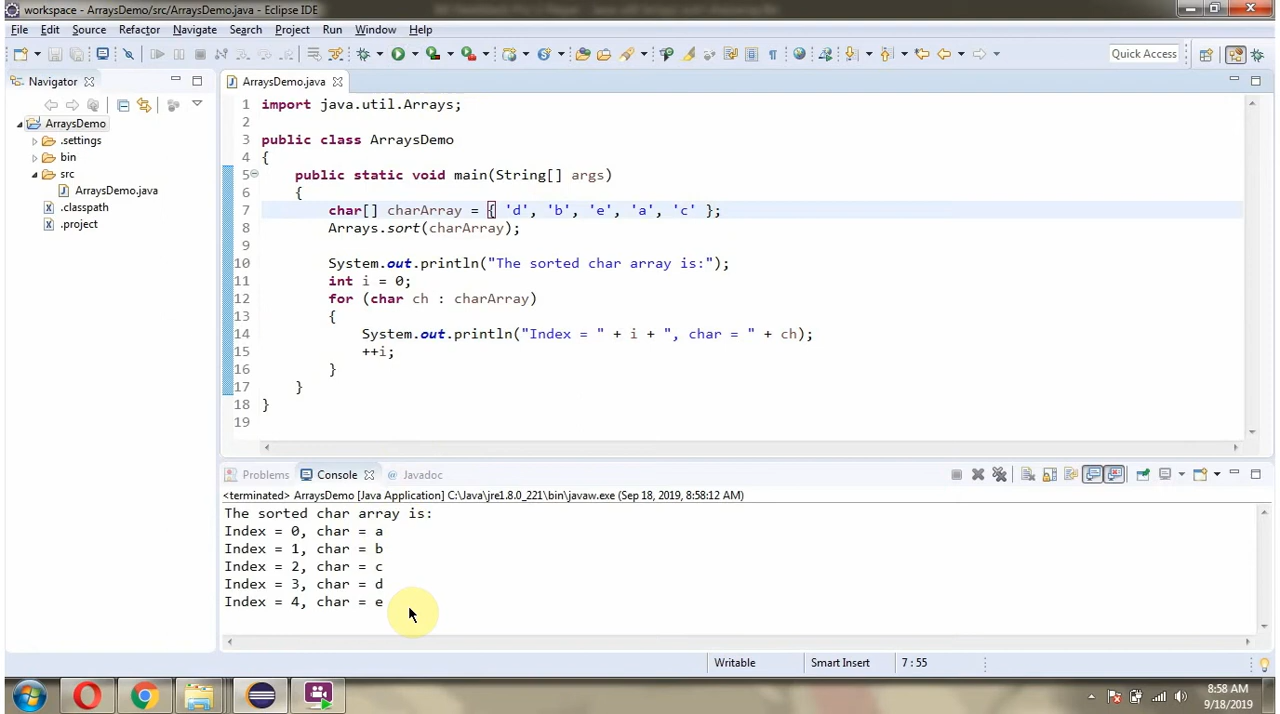 workspace - ArraysDemo/src/ArraysDemo.java - Eclipse IDE
File Edit Source Refactor Navigate Search Project Run Window Help
Quick Access
Navigator
ArraysDemo.java
ArraysDemo
.settings
bin
src
ArraysDemo.java
.classpath
.project
1 import java.util.Arrays;
2
3 public class ArraysDemo
4 {
5 public static void main(String[] args)
6 {
7 char[] charArray = { 'd', 'b', 'e', 'a', 'c' };
8 Arrays.sort(charArray);
9
10 System.out.println("The sorted char array is:");
11 int i = 0;
12 for (char ch : charArray)
13 {
14 System.out.println("Index = " + i + ", char = " + ch);
15 ++i;
16 }
17 }
18 }
19
Problems Console Javadoc
<terminated> ArraysDemo [Java Application] C:\Java\jre1.8.0_221\bin\javaw.exe (Sep 18, 2019, 8:58:12 AM)
The sorted char array is:
Index = 0, char = a
Index = 1, char = b
Index = 2, char = c
Index = 3, char = d
Index = 4, char = e
Writable Smart Insert 7 : 55
8:58 AM
9/18/2019